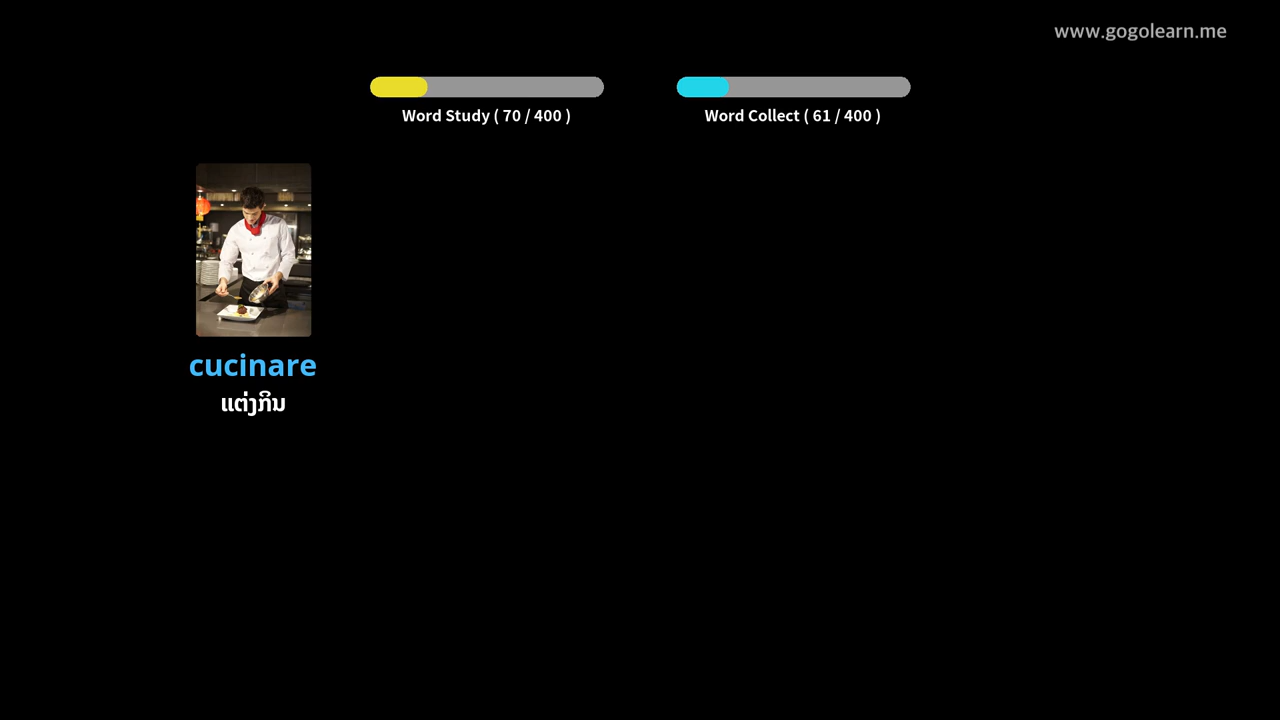 www.gogolearn.me
Word Study ( 70 / 400 )
Word Collect ( 61 / 400 )
cucinare
ແຕ່ງກິນ